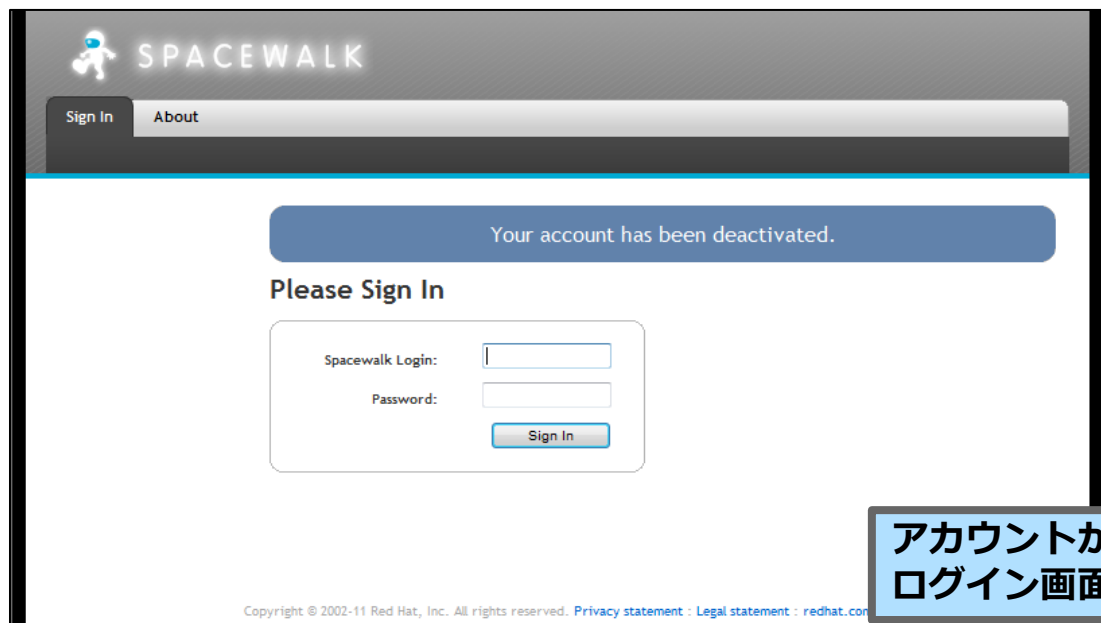 SPACEWALK
Sign In About
Your account has been deactivated.
Please Sign In
Spacewalk Login:
Password:
Sign In
アカウントが
ログイン画面
Copyright © 2002-11 Red Hat, Inc. All rights reserved. Privacy statement : Legal statement : redhat.com